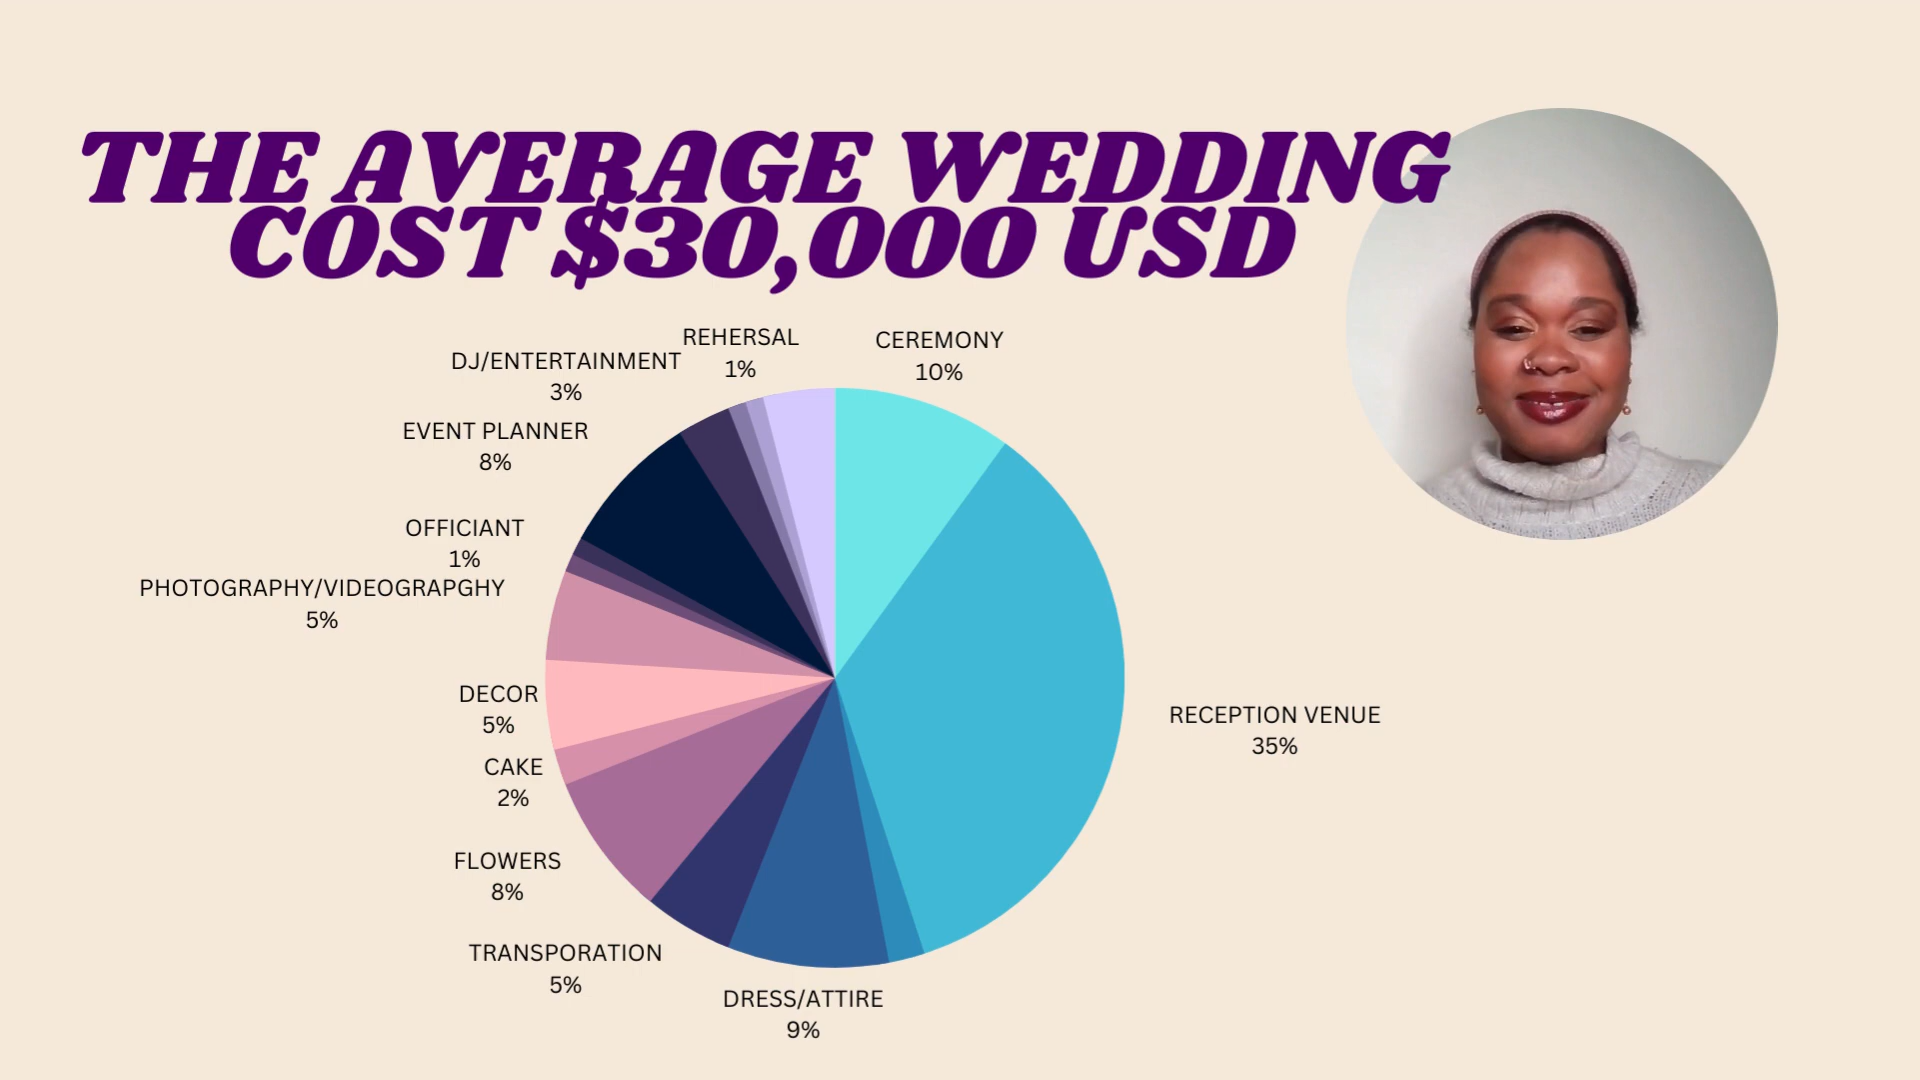 THE AVERAGE WEDDING
COST $30,000 USD
REHERSAL
1%
CEREMONY
10%
DJ/ENTERTAINMENT
3%
EVENT PLANNER
8%
OFFICIANT
1%
PHOTOGRAPHY/VIDEOGRAPGHY
5%
DECOR
5%
RECEPTION VENUE
35%
CAKE
2%
FLOWERS
8%
TRANSPORATION
5%
DRESS/ATTIRE
9%